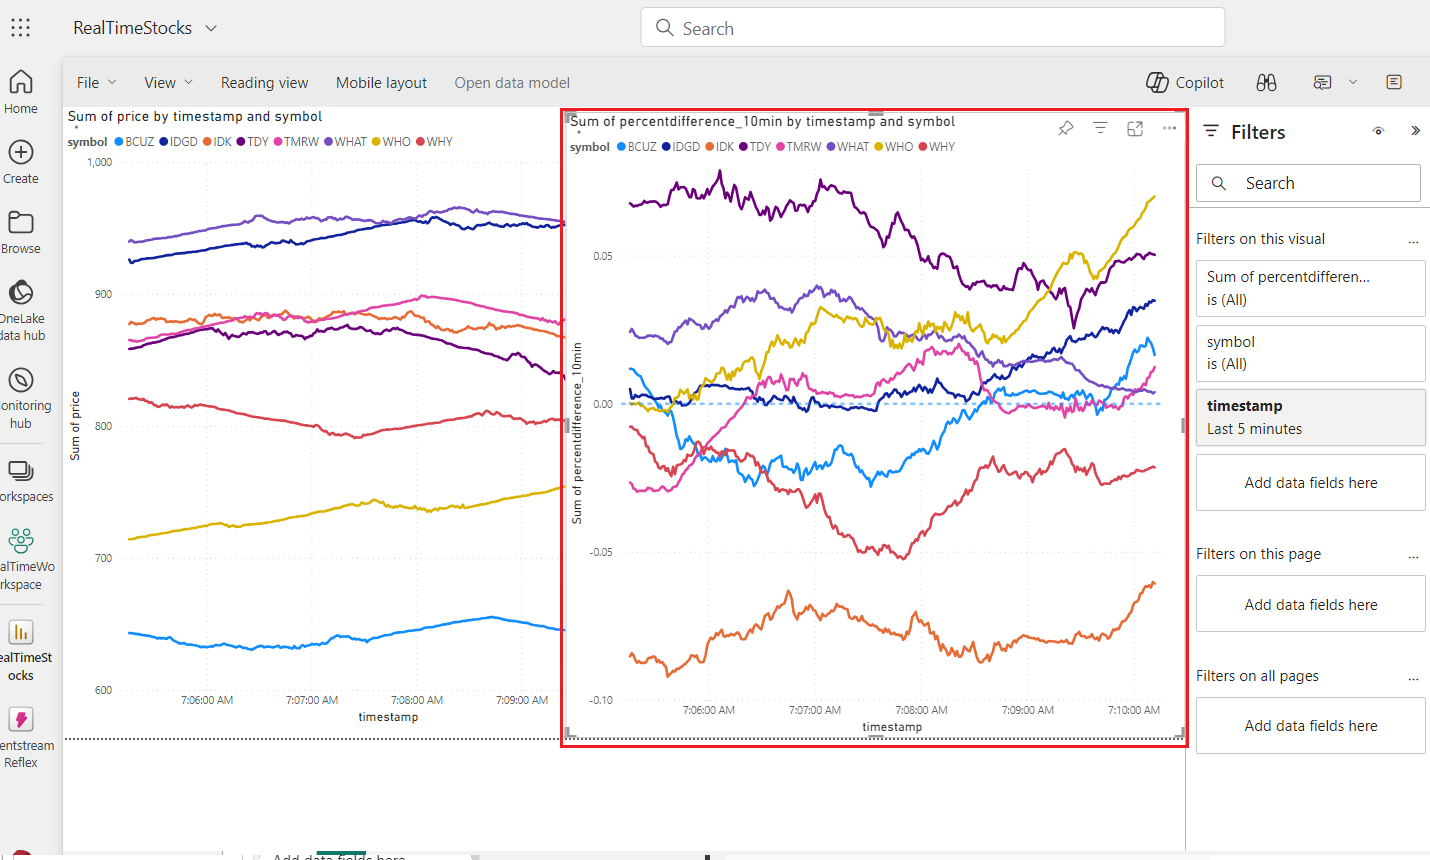 RealTimeStocks
Search
File
View
Reading view
Mobile layout
Open data model
Copilot
Home
Create
Browse
OneLake
data hub
onitoring
hub
orkspaces
alTimeWo
rkspace
ealTimeSt
ocks
entstream
Reflex
Sum of price by timestamp and symbol
symbol BCUZ IDGD IDK TDY TMRW WHAT WHO WHY
1,000
900
800
700
600
Sum of price
7:06:00 AM 7:07:00 AM 7:08:00 AM 7:09:00 AM
timestamp
Sum of percentdifference_10min by timestamp and symbol
symbol BCUZ IDGD IDK TDY TMRW WHAT WHO WHY
0.05
0.00
-0.05
-0.10
Sum of percentdifference_10min
7:06:00 AM 7:07:00 AM 7:08:00 AM 7:09:00 AM 7:10:00 AM
timestamp
Filters
Search
Filters on this visual ...
Sum of percentdifferen...
is (All)
symbol
is (All)
timestamp
Last 5 minutes
Add data fields here
Filters on this page ...
Add data fields here
Filters on all pages ...
Add data fields here
Add data fields here